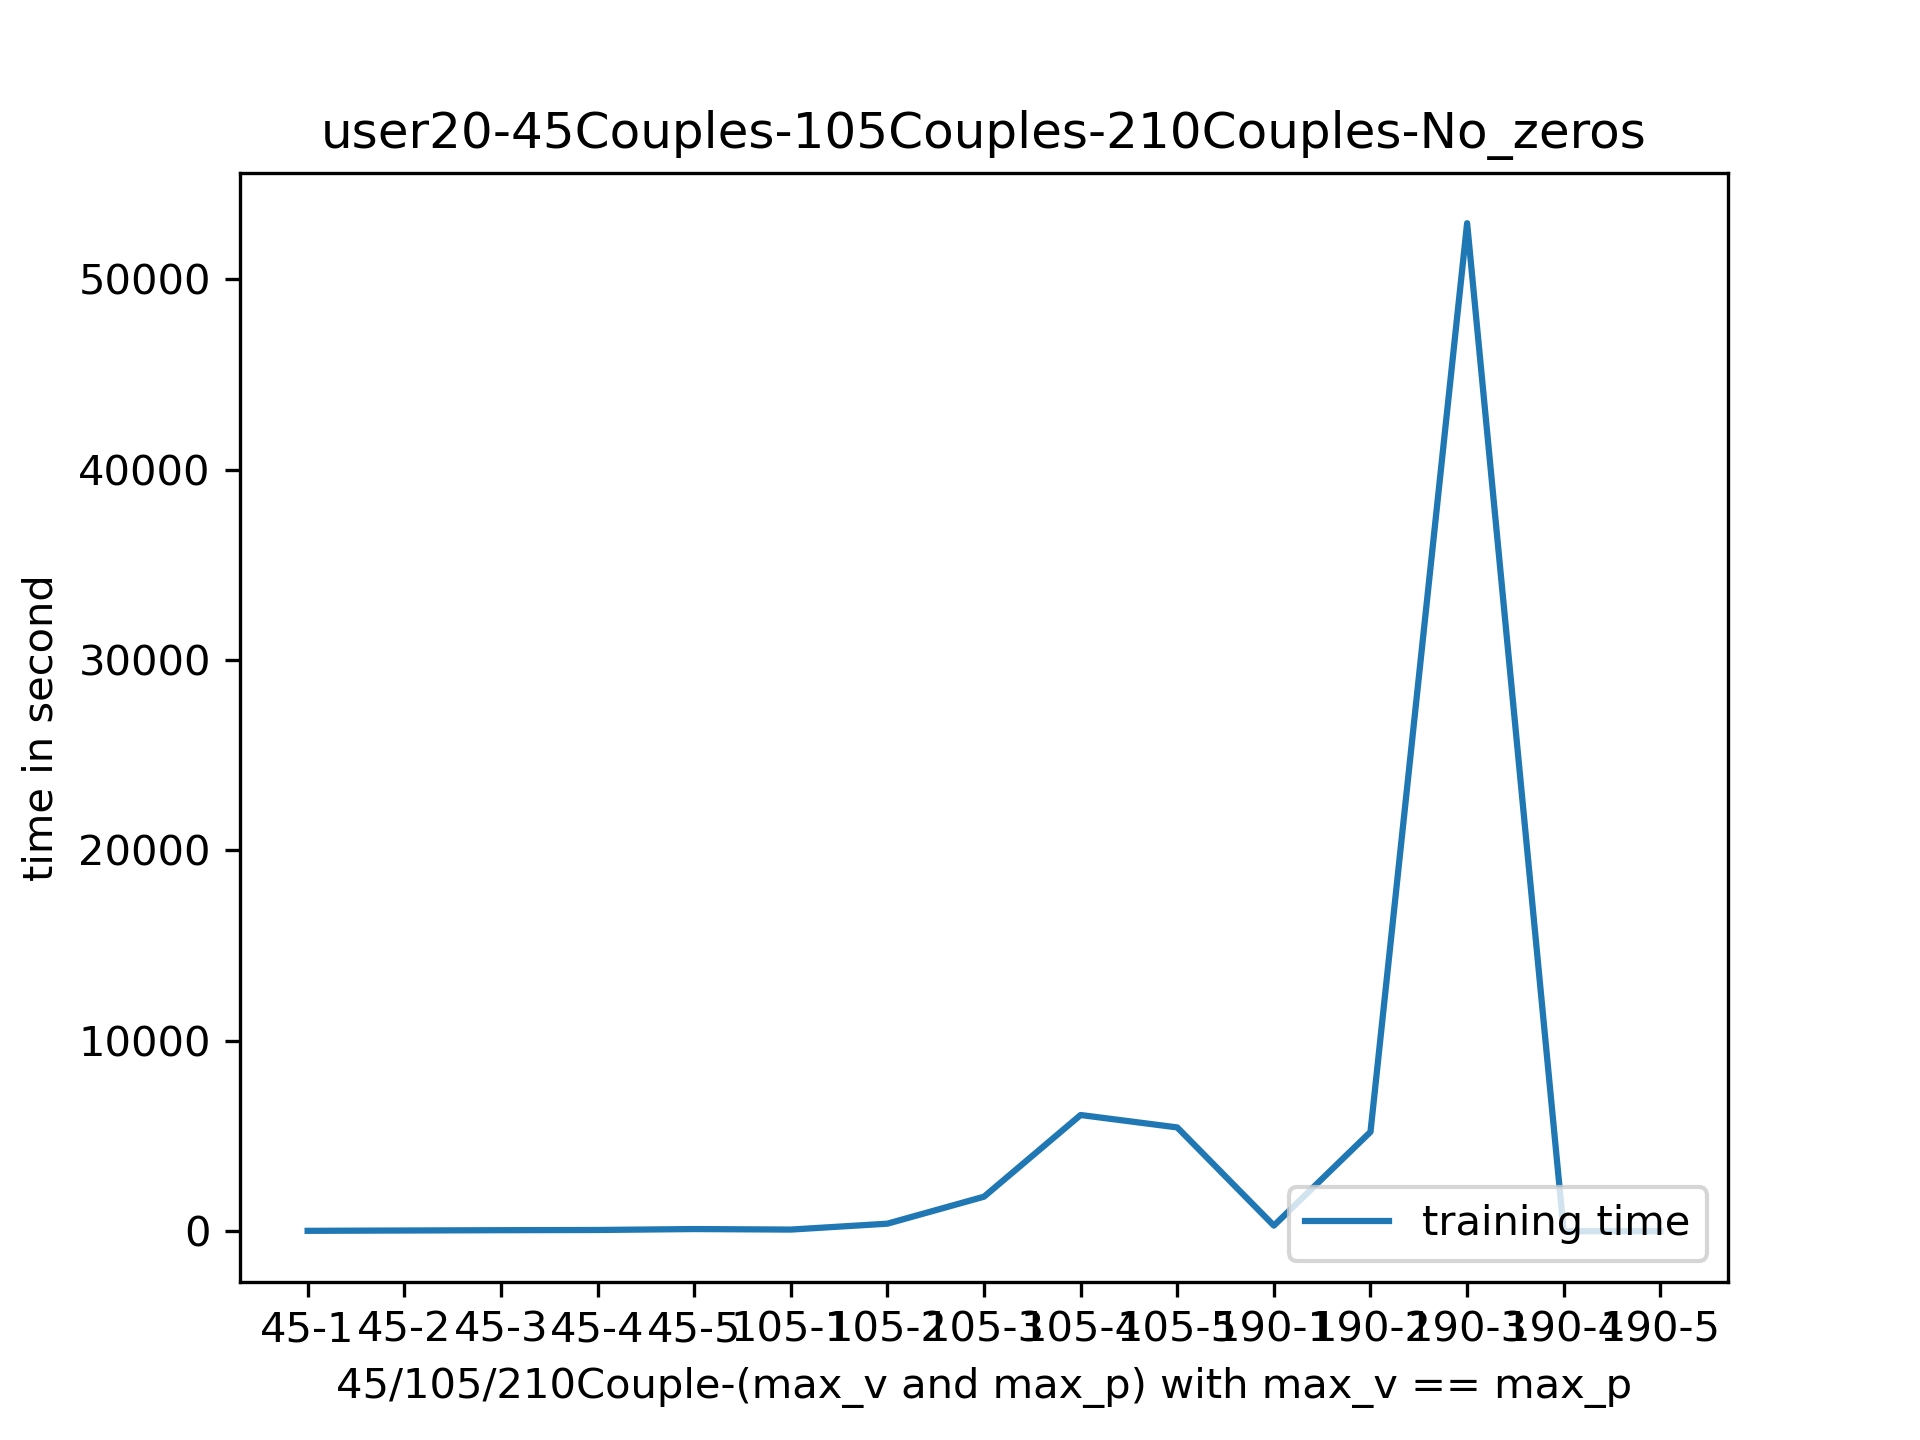 user20-45Couples-105Couples-210Couples-No_zeros
time in second
50000
40000
30000
20000
10000
0
training time
45-1 45-2 45-3 45-4 45-5 105-1 105-2 105-3 105-4 105-5 190-1 190-2 190-3 190-4 190-5
45/105/210Couple-(max_v and max_p) with max_v == max_p